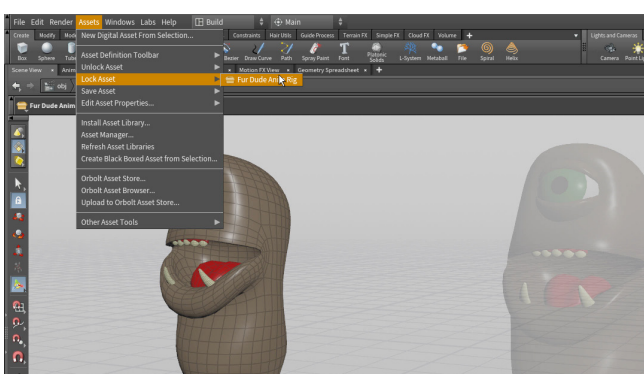 File Edit Render Assets Windows Labs Help Build Main
Create Modify Constraints Hair Utils Guide Process Terrain FX Simple FX Cloud FX Volume Lights and Cameras
Box Sphere Bezier Draw Curve Path Spray Paint Font Platonic Solids L-System Metaball File Spiral Helix Camera
Scene View Motion FX View Geometry Spreadsheet
obj
Fur Dude Anim
New Digital Asset From Selection...
Asset Definition Toolbar
Unlock Asset
Lock Asset
Fur Dude Anim Rig
Save Asset
Edit Asset Properties...
Install Asset Library...
Asset Manager...
Refresh Asset Libraries
Create Black Boxed Asset from Selection...
Orbolt Asset Store...
Orbolt Asset Browser...
Upload to Orbolt Asset Store...
Other Asset Tools